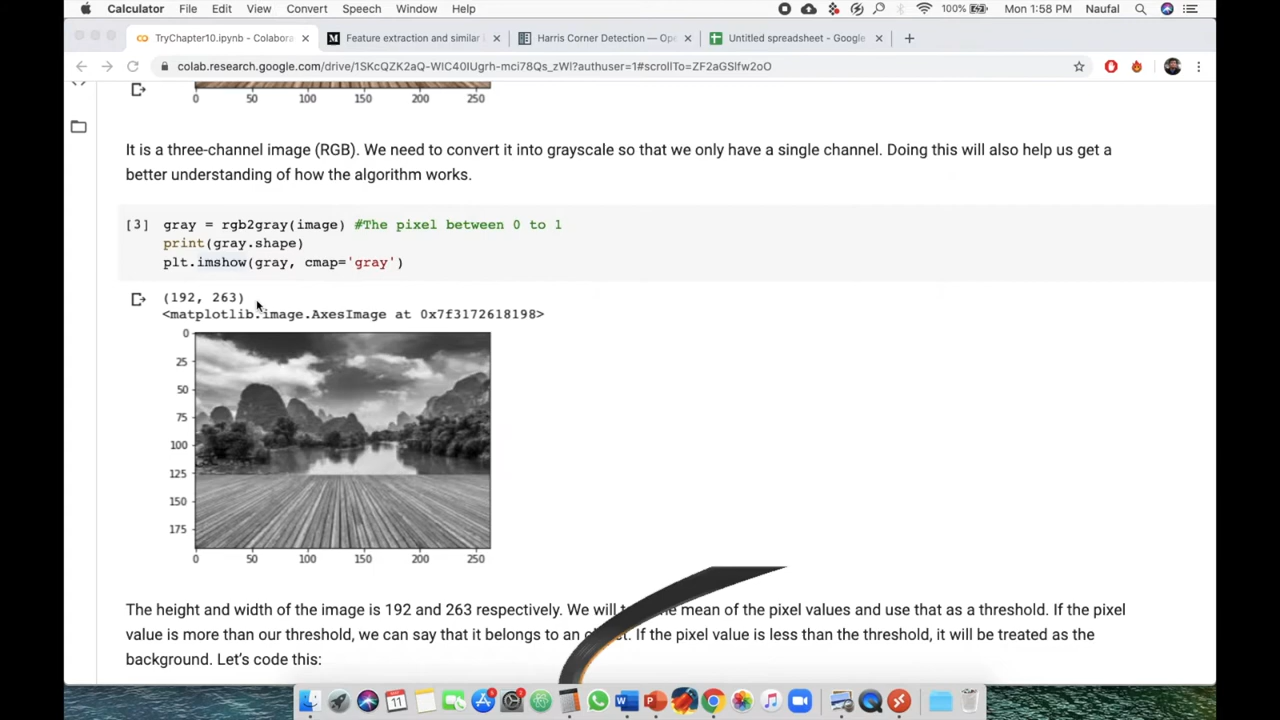 Calculator File Edit View Convert Speech Window Help 100% Mon 1:58 PM Naufal
TryChapter10.ipynb - Colabora × Feature extraction and similar i × Harris Corner Detection — Ope × Untitled spreadsheet - Google ×
colab.research.google.com/drive/1SKcQZK2aQ-WIC40IUgrh-mci78Qs_zWl?authuser=1#scrollTo=ZF2aGSlfw2oO
0 50 100 150 200 250
It is a three-channel image (RGB). We need to convert it into grayscale so that we only have a single channel. Doing this will also help us get a
better understanding of how the algorithm works.
[3] gray = rgb2gray(image) #The pixel between 0 to 1
print(gray.shape)
plt.imshow(gray, cmap='gray')
(192, 263)
<matplotlib.image.AxesImage at 0x7f3172618198>
0
25
50
75
100
125
150
175
0 50 100 150 200 250
The height and width of the image is 192 and 263 respectively. We will the mean of the pixel values and use that as a threshold. If the pixel
value is more than our threshold, we can say that it belongs to an If the pixel value is less than the threshold, it will be treated as the
background. Let's code this: